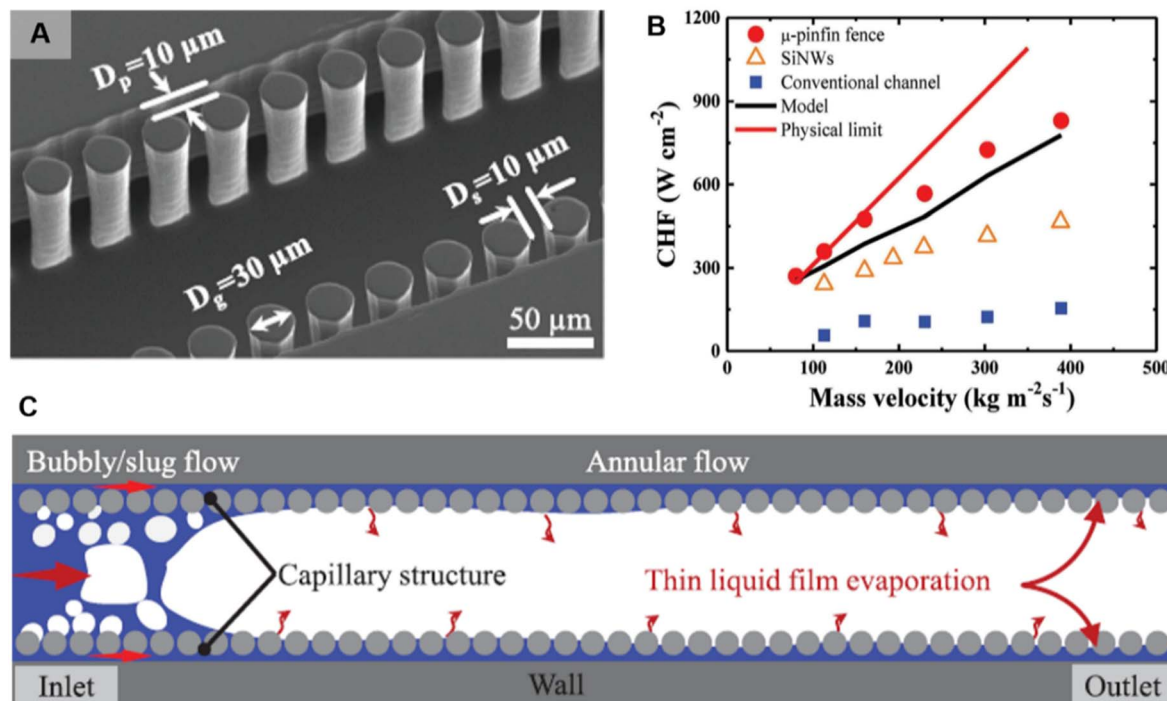 A
Dp=10 μm
Ds=10 μm
Dg=30 μm
50 μm
B
1200
900
600
300
0
CHF (W cm-2)
μ-pinfin fence
SiNWs
Conventional channel
Model
Physical limit
0
100
200
300
400
500
Mass velocity (kg m-2s-1)
C
Bubbly/slug flow
Annular flow
Capillary structure
Thin liquid film evaporation
Inlet
Wall
Outlet